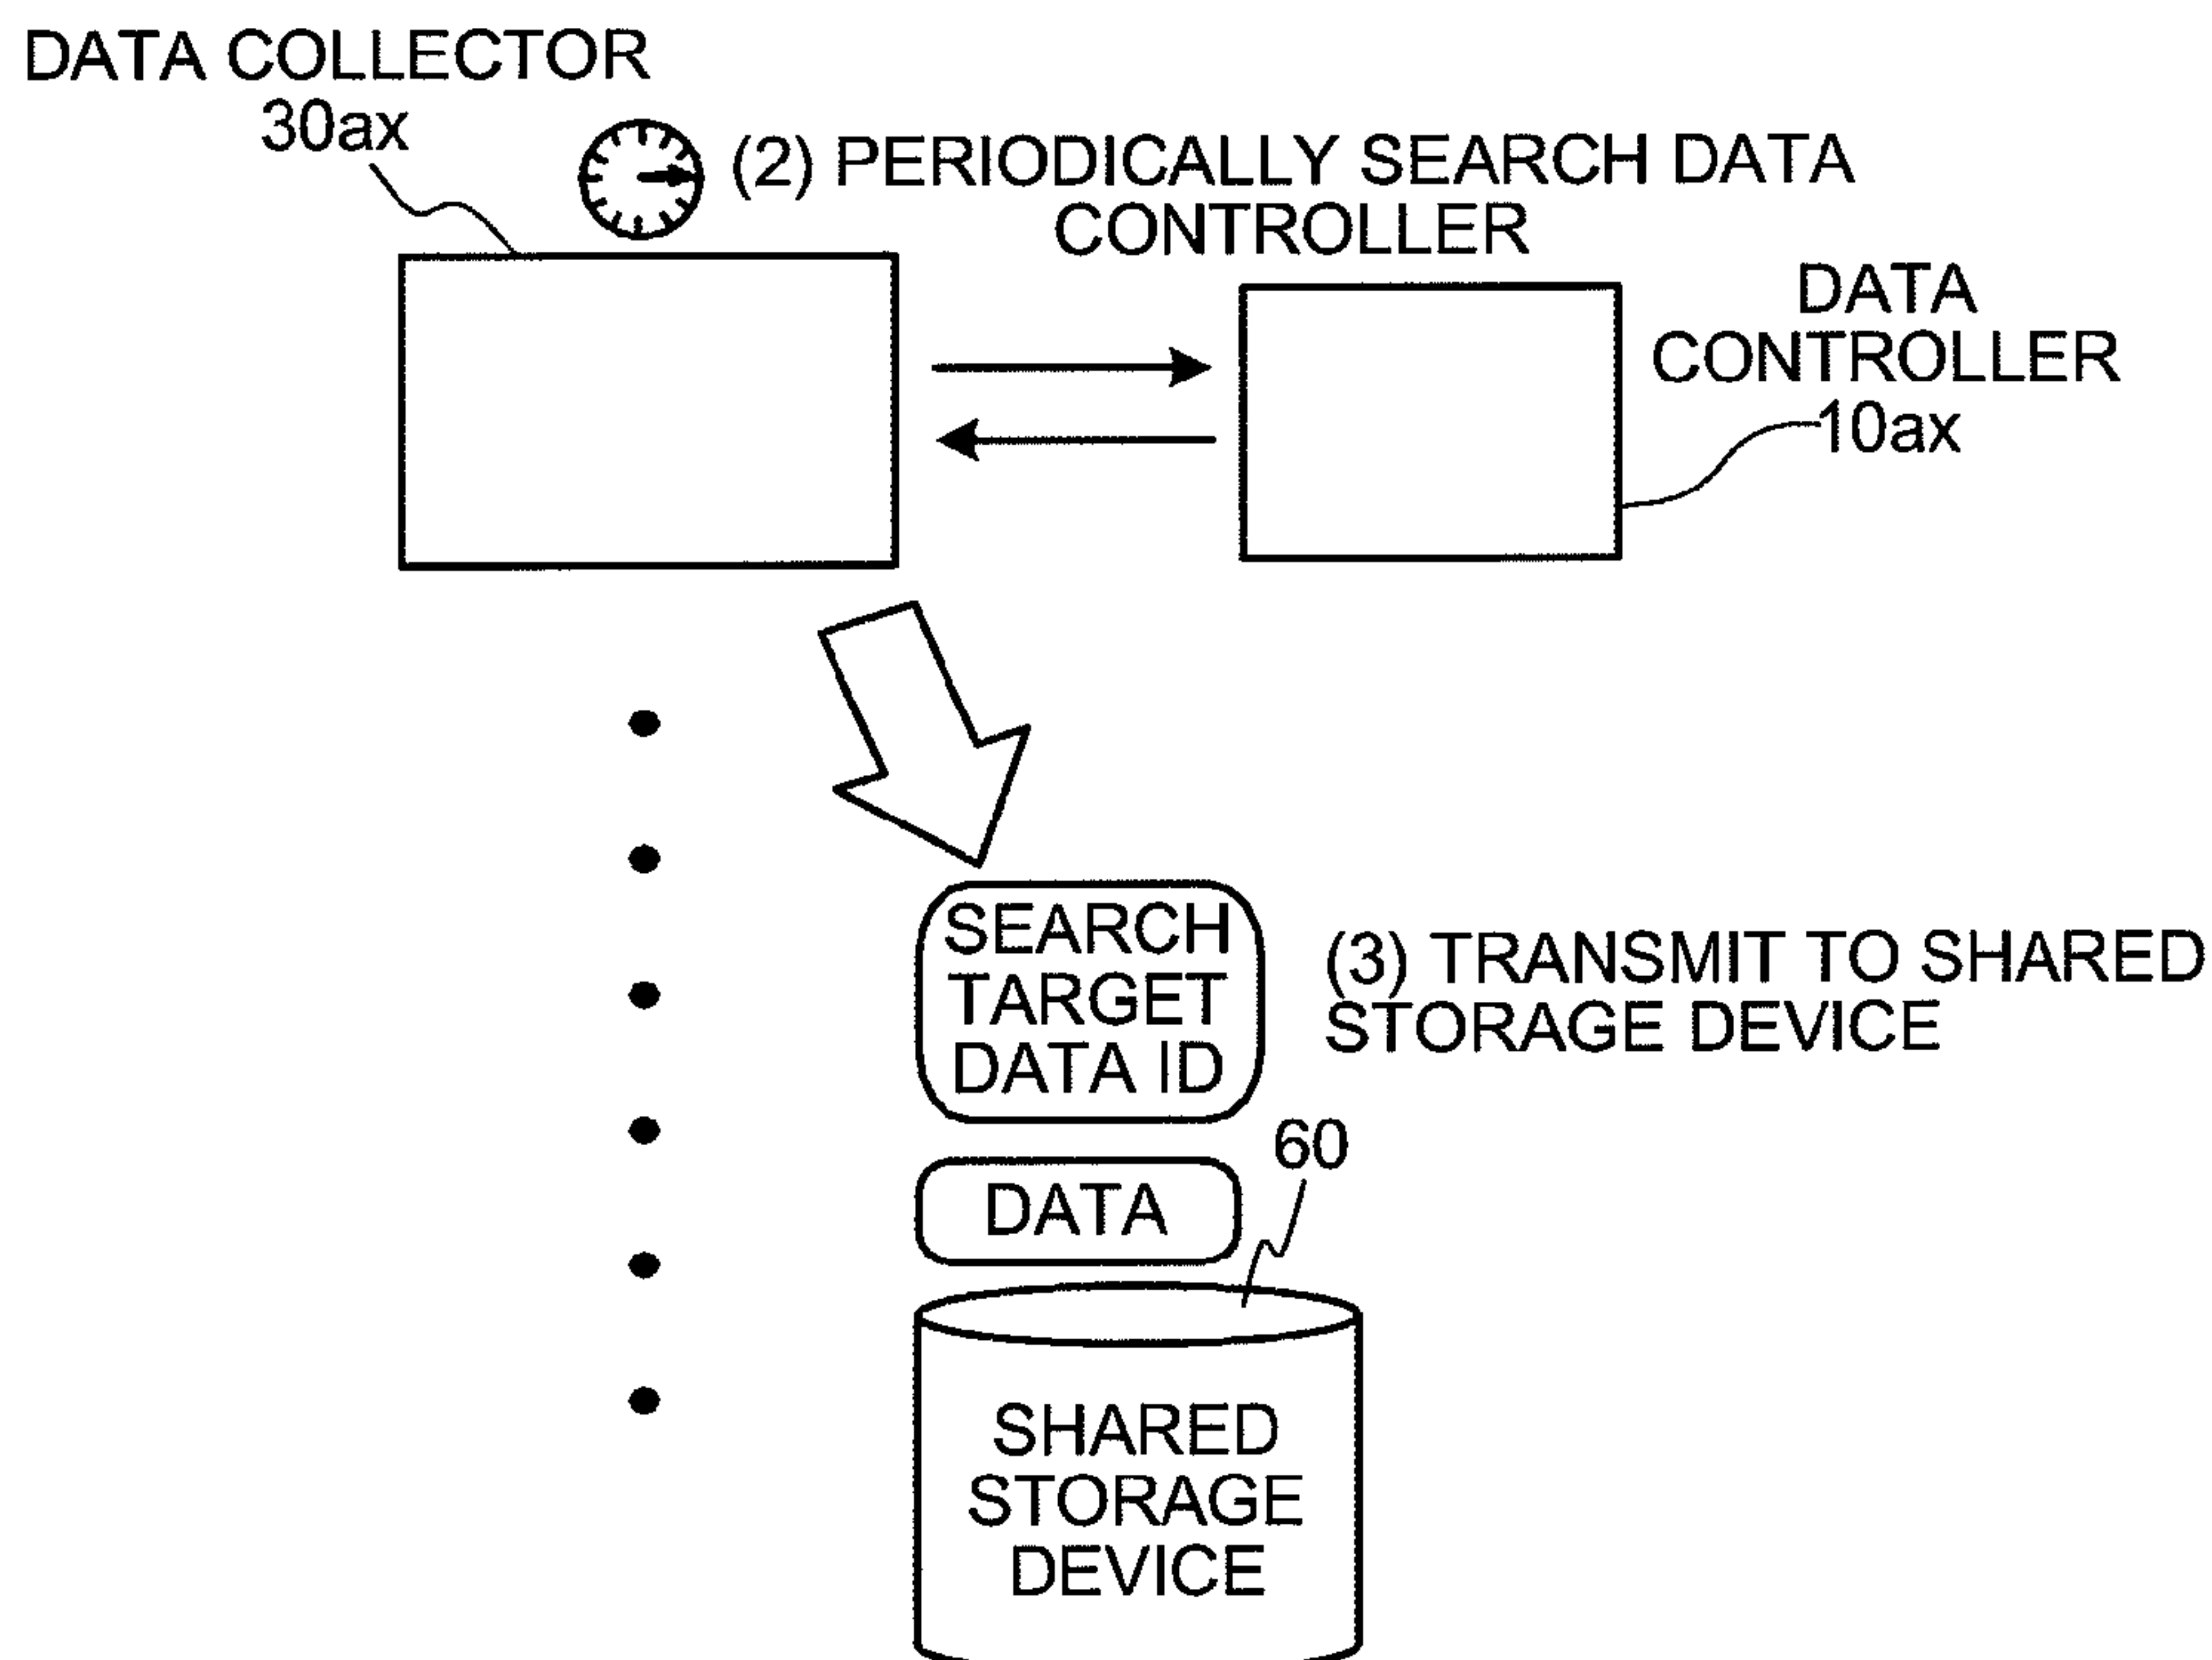 DATA COLLECTOR
30ax
(2) PERIODICALLY SEARCH DATA
CONTROLLER
DATA
CONTROLLER
10ax
SEARCH
TARGET
DATA ID
(3) TRANSMIT TO SHARED
STORAGE DEVICE
60
DATA
SHARED
STORAGE
DEVICE